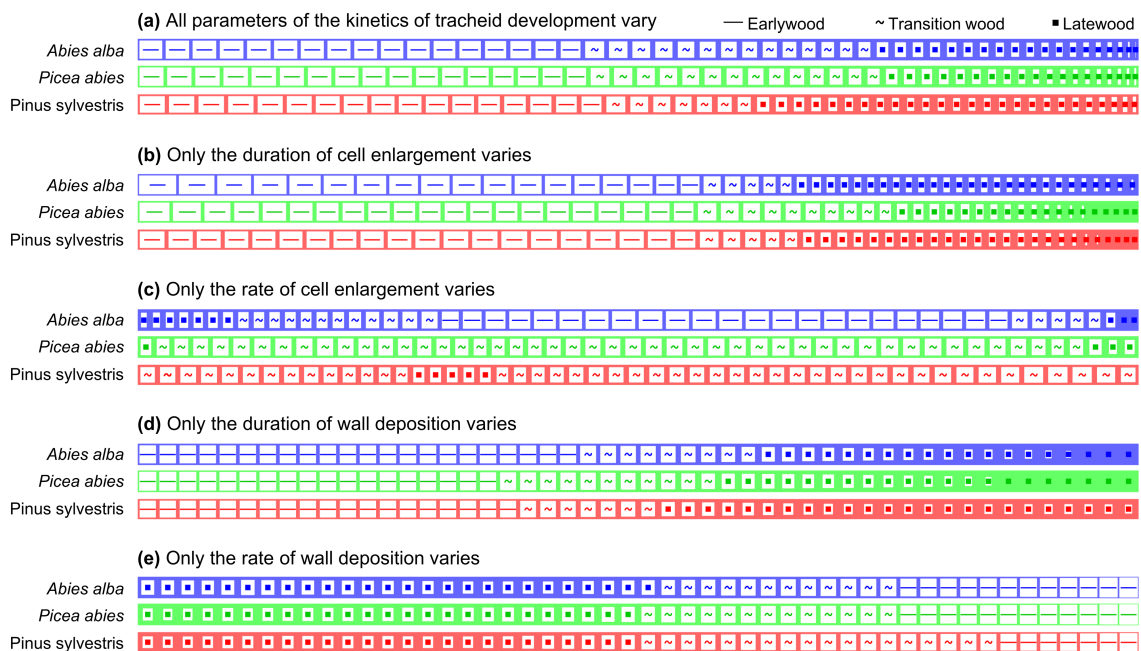 (a) All parameters of the kinetics of tracheid development vary
— Earlywood ~ Transition wood ■ Latewood
Abies alba
Picea abies
Pinus sylvestris
(b) Only the duration of cell enlargement varies
Abies alba
Picea abies
Pinus sylvestris
(c) Only the rate of cell enlargement varies
Abies alba
Picea abies
Pinus sylvestris
(d) Only the duration of wall deposition varies
Abies alba
Picea abies
Pinus sylvestris
(e) Only the rate of wall deposition varies
Abies alba
Picea abies
Pinus sylvestris